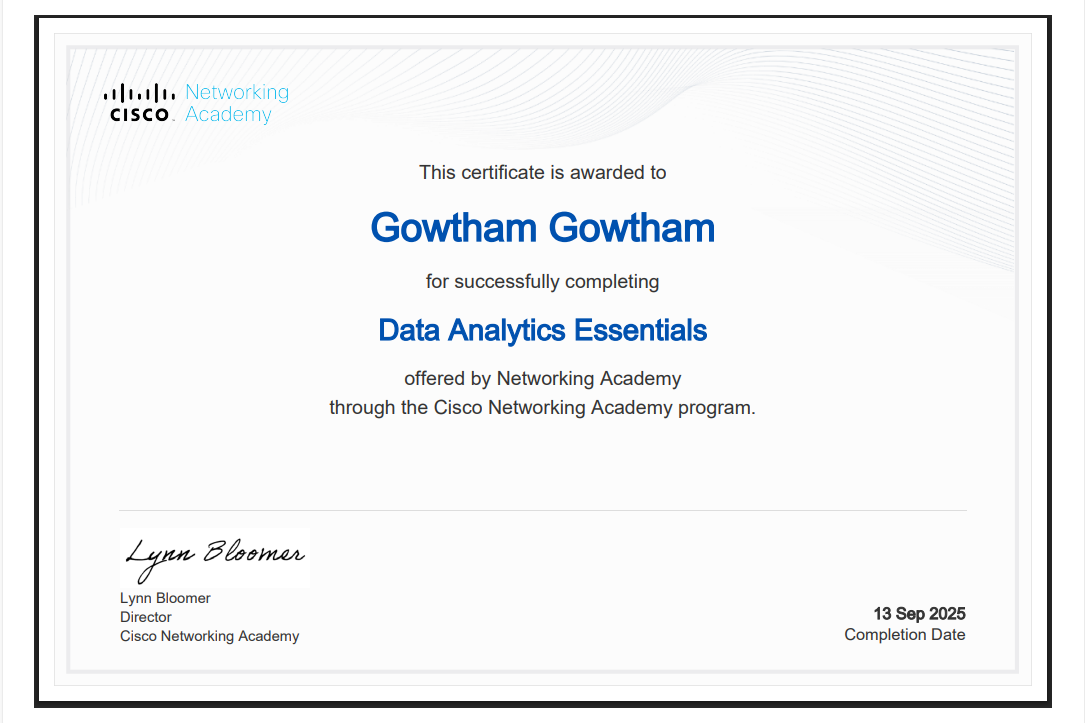 CISCO Networking
Academy
This certificate is awarded to
Gowtham Gowtham
for successfully completing
Data Analytics Essentials
offered by Networking Academy
through the Cisco Networking Academy program.
Lynn Bloomer
Lynn Bloomer
Director
Cisco Networking Academy
13 Sep 2025
Completion Date